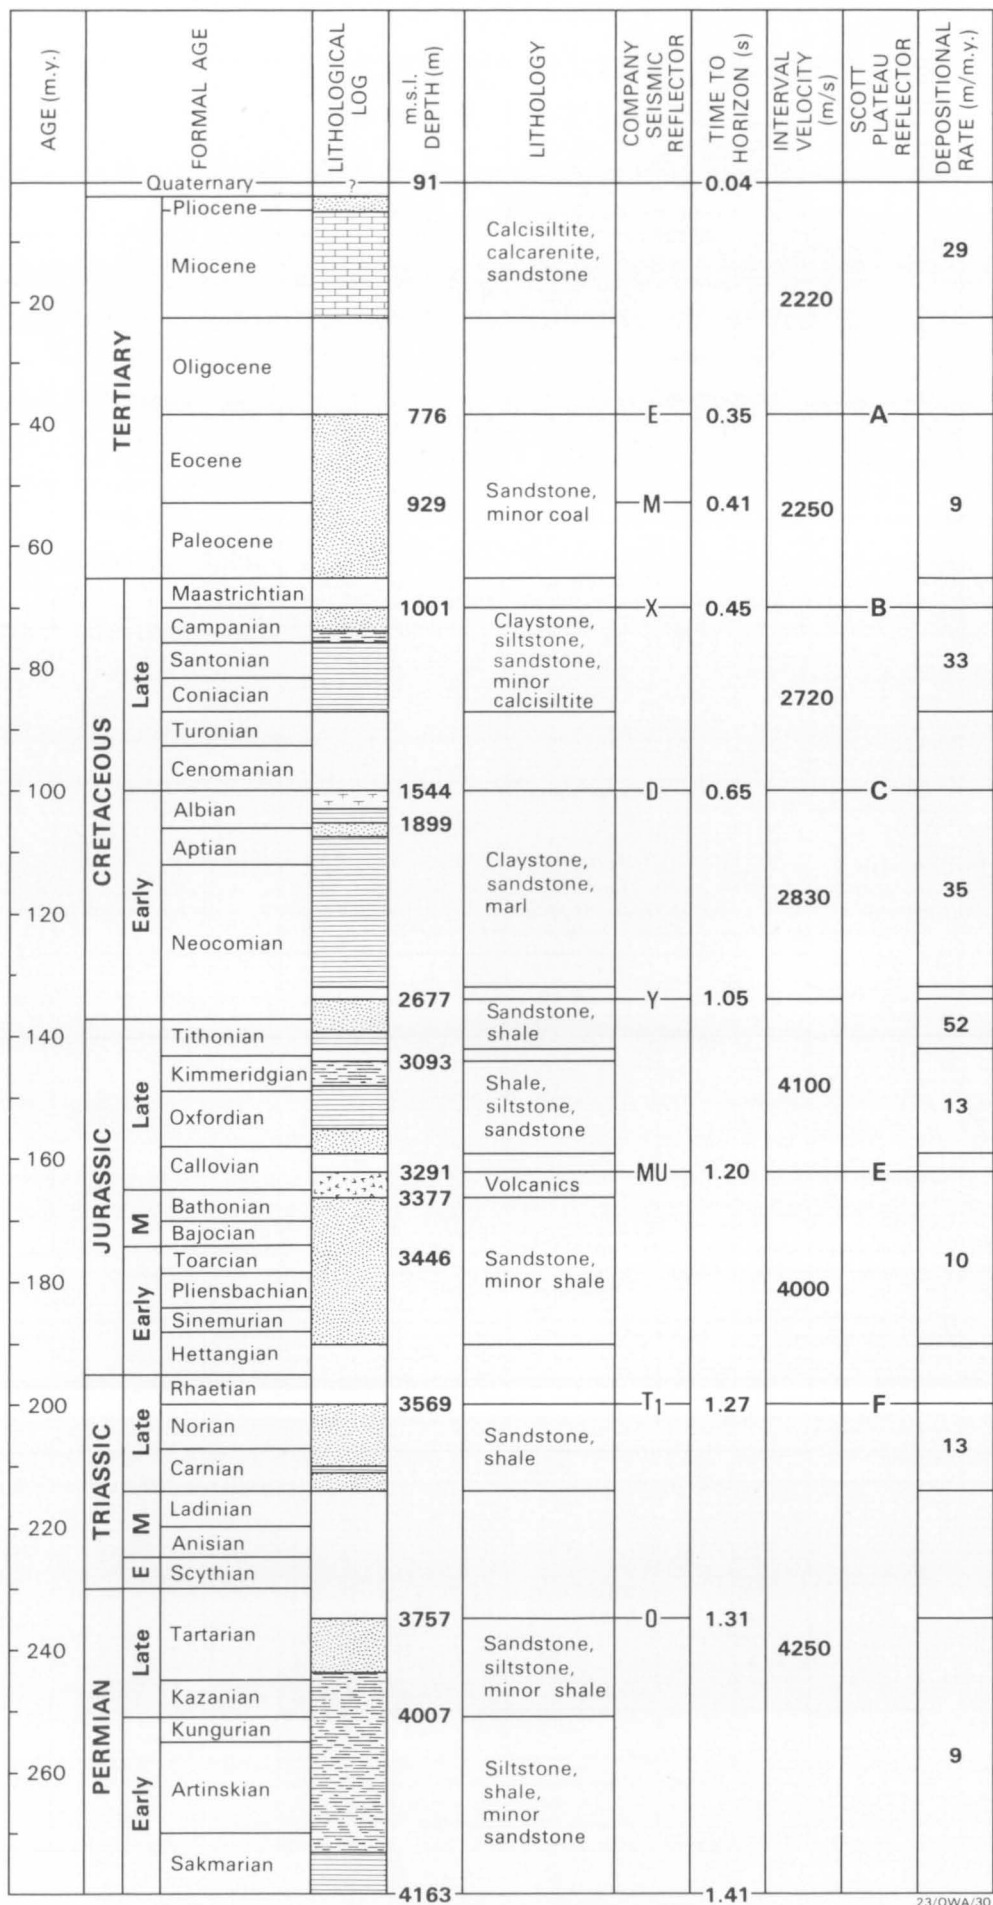 AGE (m.y.)
FORMAL AGE
LITHOLOGICAL
LOG
m.s.l.
DEPTH (m)
LITHOLOGY
COMPANY
SEISMIC
REFLECTOR
TIME TO
HORIZON (s)
INTERVAL
VELOCITY
(m/s)
SCOTT
PLATEAU
REFLECTOR
DEPOSITIONAL
RATE (m/m.y.)
Quaternary ? 91 0.04
TERTIARY
Pliocene
Miocene
Calcisiltite,
calcarenite,
sandstone
29
20
2220
Oligocene
40
776 E 0.35 A
Eocene
929 M 0.41
Sandstone,
minor coal
2250
9
60
Paleocene
CRETACEOUS
Late
Maastrichtian
1001 X 0.45 B
Campanian
Claystone,
siltstone,
sandstone,
minor
calcisiltite
Santonian
33
80
Coniacian
2720
Turonian
Cenomanian
100
1544 D 0.65 C
Early
Albian
1899
Aptian
Claystone,
sandstone,
marl
2830
35
120
Neocomian
2677 Y 1.05
Sandstone,
shale
52
JURASSIC
Late
140
Tithonian
3093
Kimmeridgian
4100
Shale,
siltstone,
sandstone
13
Oxfordian
160
Callovian
3291 MU 1.20 E
Volcanics
3377
M
Bathonian
Bajocian
3446
Sandstone,
minor shale
10
Early
Toarcian
180
Pliensbachian
4000
Sinemurian
Hettangian
TRIASSIC
Late
Rhaetian
200
3569 T1 1.27 F
Norian
Sandstone,
shale
13
Carnian
M
Ladinian
220
Anisian
E
Scythian
PERMIAN
Late
3757 O 1.31
Tartarian
240
4250
Sandstone,
siltstone,
minor shale
Kazanian
4007
Early
Kungurian
260
Artinskian
Siltstone,
shale,
minor
sandstone
9
Sakmarian
4163 1.41
23/OWA/30